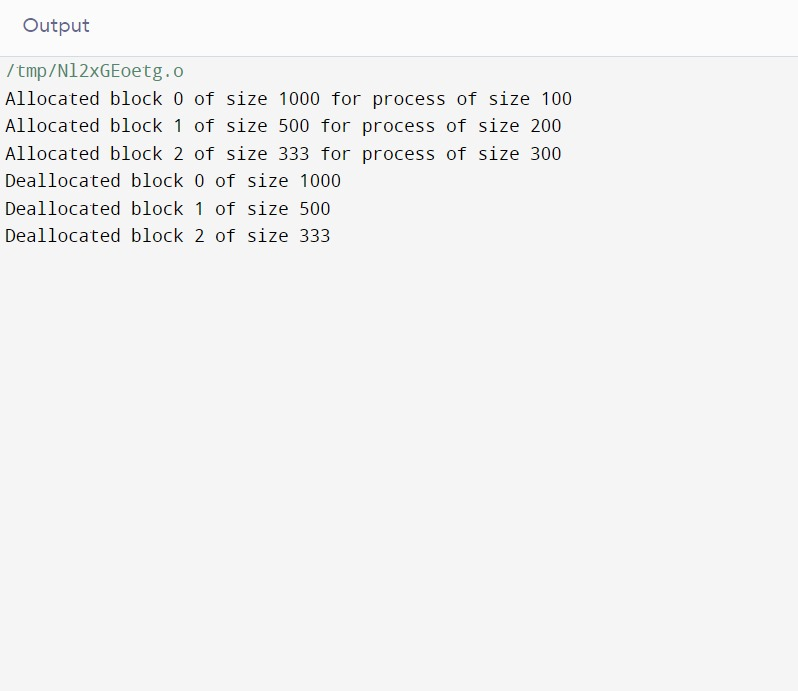 Output
/tmp/Nl2xGEoetg.o
Allocated block 0 of size 1000 for process of size 100
Allocated block 1 of size 500 for process of size 200
Allocated block 2 of size 333 for process of size 300
Deallocated block 0 of size 1000
Deallocated block 1 of size 500
Deallocated block 2 of size 333